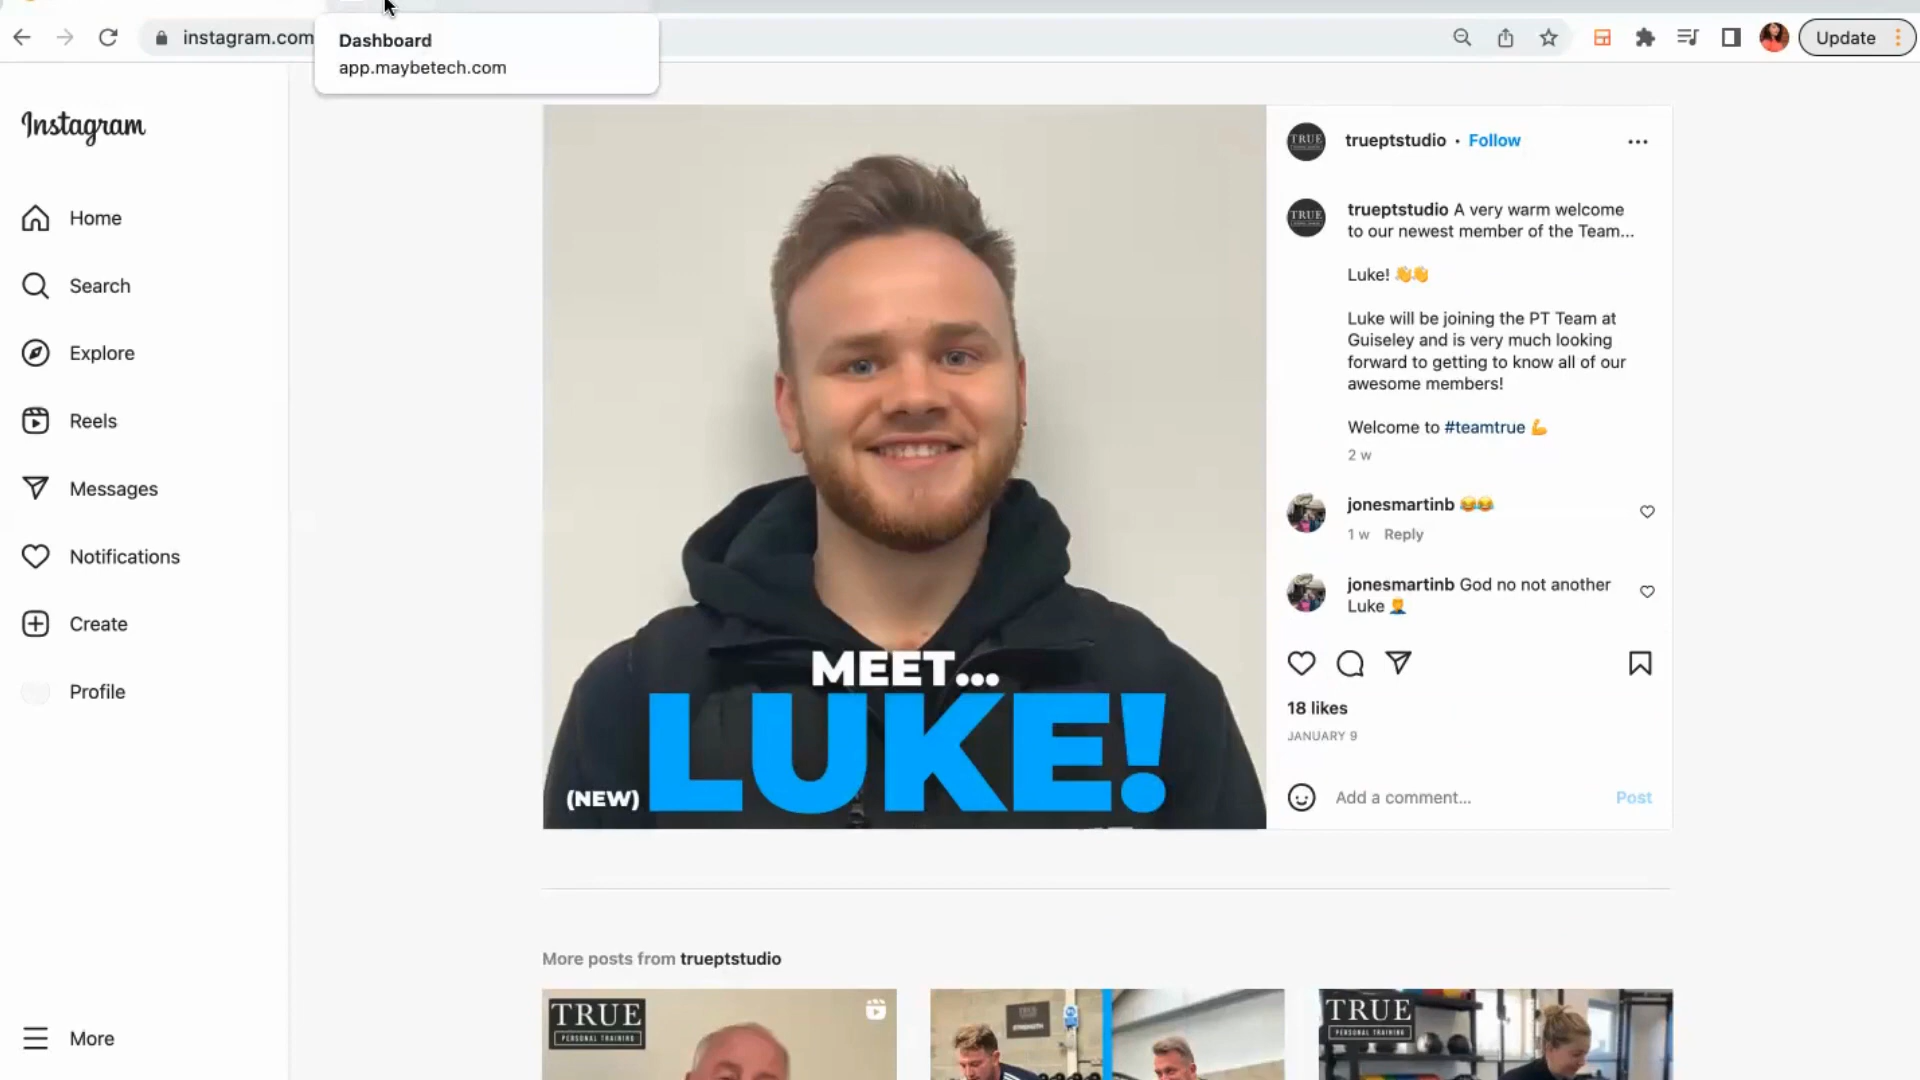 instagram.com
Dashboard
app.maybetech.com
Update
Instagram
Home
Search
Explore
Reels
Messages
Notifications
Create
Profile
More
MEET...
(NEW) LUKE!
TRUE
trueptstudio • Follow
TRUE
trueptstudio A very warm welcome
to our newest member of the Team...
Luke! 👋👋
Luke will be joining the PT Team at
Guiseley and is very much looking
forward to getting to know all of our
awesome members!
Welcome to #teamtrue 💪
2 w
jonesmartinb 😂😂
1 w Reply
jonesmartinb God no not another
Luke 🤦‍♂️
18 likes
JANUARY 9
Add a comment... Post
More posts from trueptstudio
TRUE
PERSONAL TRAINING
TRUE
STRENGTH
TRUE
PERSONAL TRAINING